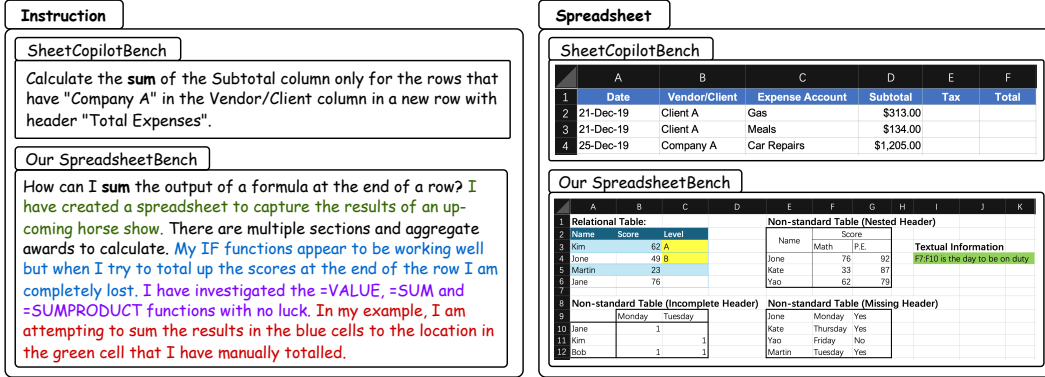 Instruction
SheetCopilotBench
Calculate the sum of the Subtotal column only for the rows that
have "Company A" in the Vendor/Client column in a new row with
header "Total Expenses".
Our SpreadsheetBench
How can I sum the output of a formula at the end of a row? I
have created a spreadsheet to capture the results of an up-
coming horse show. There are multiple sections and aggregate
awards to calculate. My IF functions appear to be working well
but when I try to total up the scores at the end of the row I am
completely lost. I have investigated the =VALUE, =SUM and
=SUMPRODUCT functions with no luck. In my example, I am
attempting to sum the results in the blue cells to the location in
the green cell that I have manually totalled.
Spreadsheet
SheetCopilotBench
A B C D E F
1 Date Vendor/Client Expense Account Subtotal Tax Total
2 21-Dec-19 Client A Gas $313.00
3 21-Dec-19 Client A Meals $134.00
4 25-Dec-19 Company A Car Repairs $1,205.00
Our SpreadsheetBench
A B C D E F G H I J K
1 Relational Table: Non-standard Table (Nested Header)
2 Name Score Level Name Score
3 Kim 62 A Math P.E. Textual Information
4 Jone 49 B Jone 76 92 F7:F10 is the day to be on duty
5 Martin 23 Kate 33 87
6 Jane 76 Yao 62 79
7
8 Non-standard Table (Incomplete Header) Non-standard Table (Missing Header)
9 Monday Tuesday Jone Monday Yes
10 Jane 1 Kate Thursday Yes
11 Kim 1 Yao Friday No
12 Bob 1 1 Martin Tuesday Yes